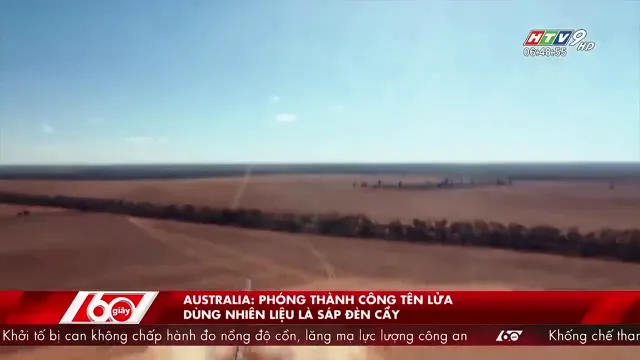 HTV9 HD
06:48:55
60 giây
AUSTRALIA: PHÓNG THÀNH CÔNG TÊN LỬA
DÙNG NHIÊN LIỆU LÀ SÁP ĐÈN CẦY
Khởi tố bị can không chấp hành đo nồng độ cồn, lăng mạ lực lượng công an 60 Khống chế than